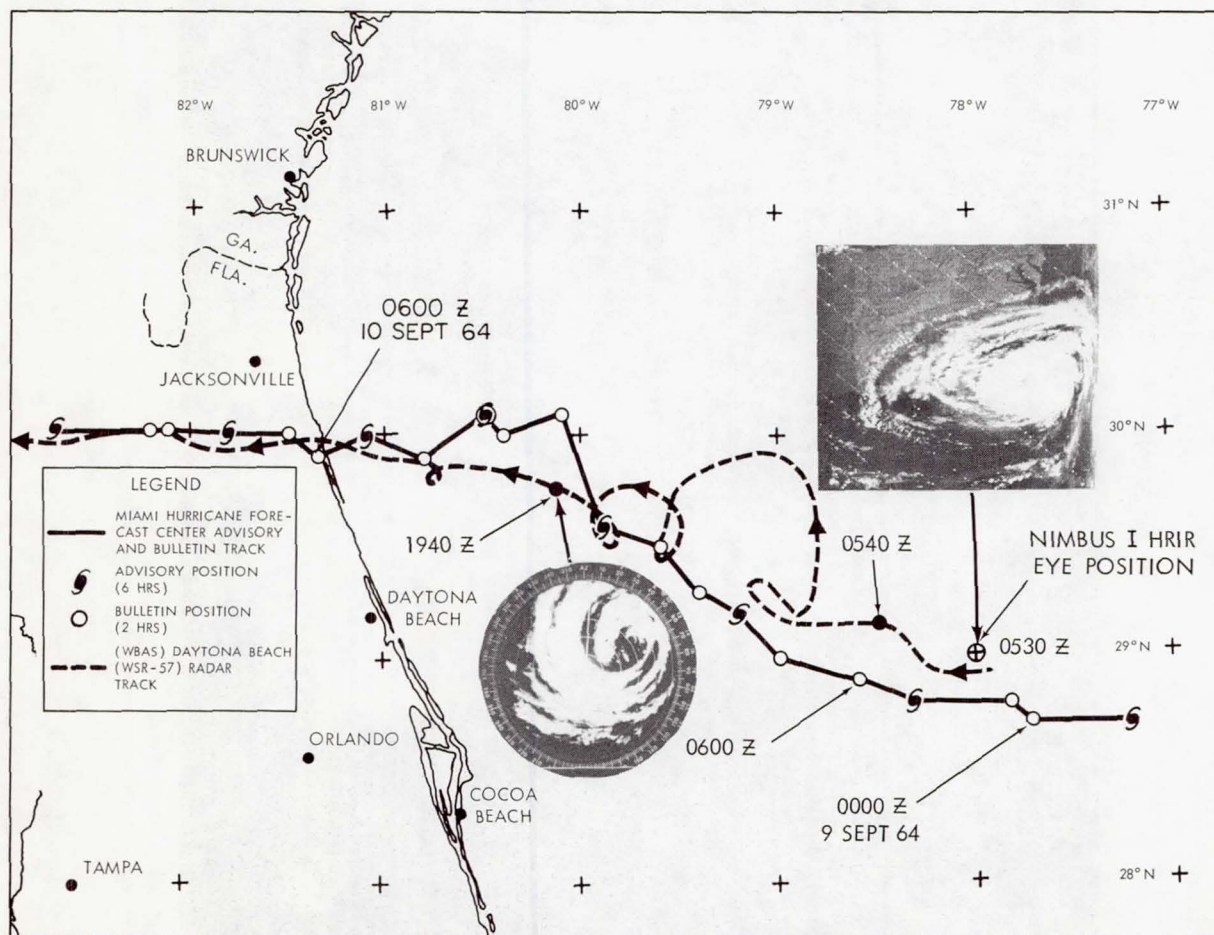 82°W
81°W
80°W
79°W
78°W
77°W
BRUNSWICK
31°N
GA.
FLA.
0600 Z
10 SEPT 64
JACKSONVILLE
30°N
LEGEND
MIAMI HURRICANE FORE-
CAST CENTER ADVISORY
AND BULLETIN TRACK
ADVISORY POSITION
(6 HRS)
BULLETIN POSITION
(2 HRS)
(WBAS) DAYTONA BEACH
(WSR-57) RADAR
TRACK
1940 Z
0540 Z
NIMBUS I HRIR
EYE POSITION
DAYTONA
BEACH
0530 Z
29°N
0600 Z
ORLANDO
COCOA
BEACH
0000 Z
9 SEPT 64
TAMPA
28°N